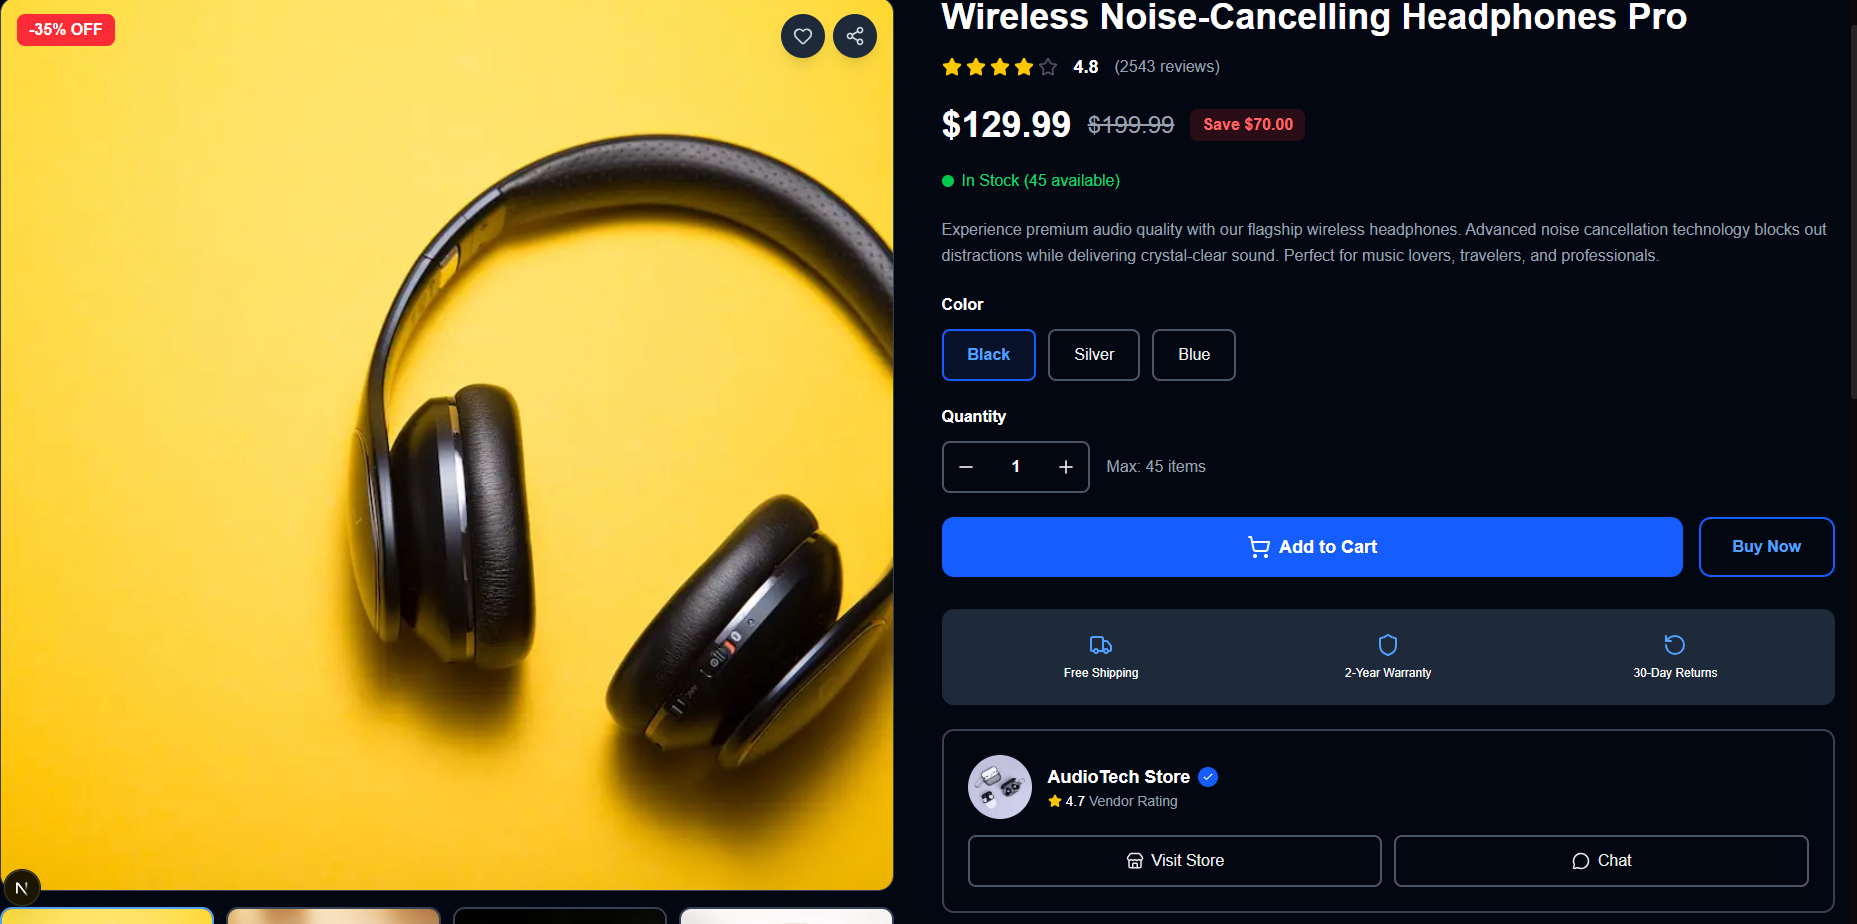 -35% OFF
Wireless Noise-Cancelling Headphones Pro
4.8 (2543 reviews)
$129.99 $199.99 Save $70.00
In Stock (45 available)
Experience premium audio quality with our flagship wireless headphones. Advanced noise cancellation technology blocks out
distractions while delivering crystal-clear sound. Perfect for music lovers, travelers, and professionals.
Color
Black Silver Blue
Quantity
1 Max: 45 items
Add to Cart Buy Now
Free Shipping 2-Year Warranty 30-Day Returns
AudioTech Store
4.7 Vendor Rating
Visit Store Chat
N